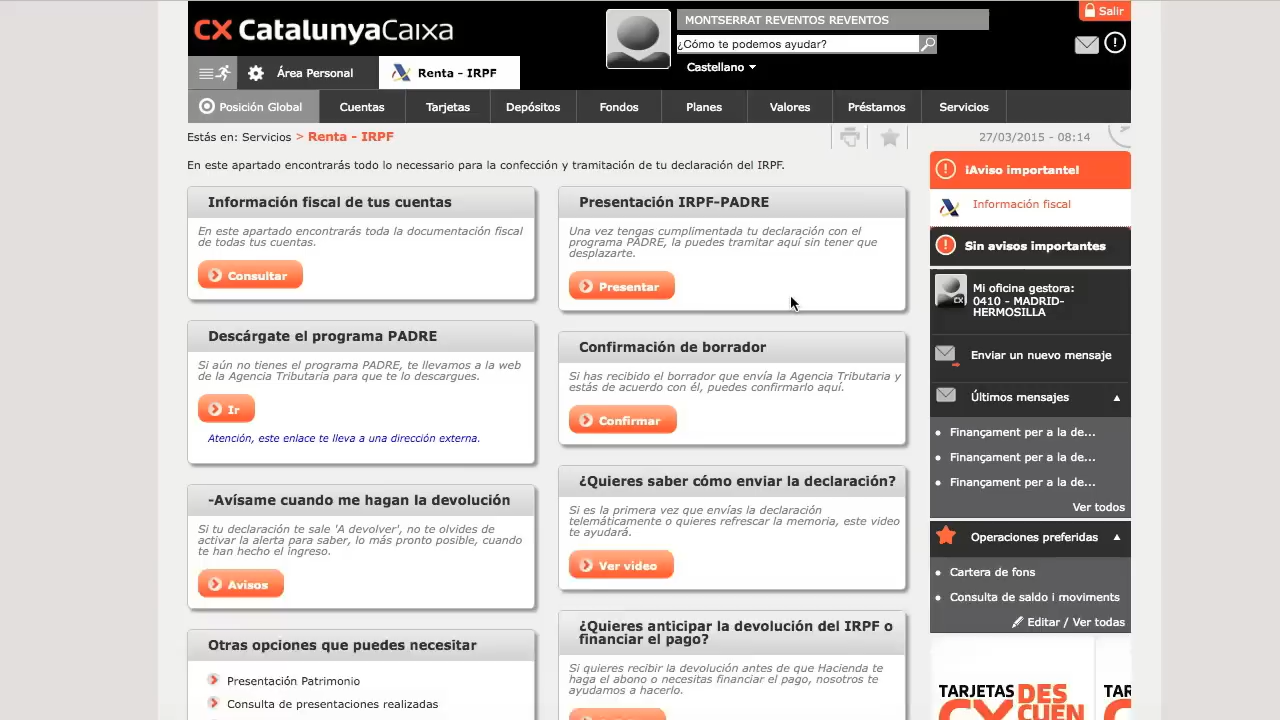 CX CatalunyaCaixa
MONTSERRAT REVENTOS REVENTOS
Salir
¿Cómo te podemos ayudar?
Castellano
Área Personal
Renta - IRPF
Posición Global
Cuentas
Tarjetas
Depósitos
Fondos
Planes
Valores
Préstamos
Servicios
Estás en: Servicios > Renta - IRPF
27/03/2015 - 08:14
En este apartado encontrarás todo lo necesario para la confección y tramitación de tu declaración del IRPF.
Información fiscal de tus cuentas
En este apartado encontrarás toda la documentación fiscal
de todas tus cuentas.
Consultar
Descárgate el programa PADRE
Si aún no tienes el programa PADRE, te llevamos a la web
de la Agencia Tributaria para que te lo descargues.
Ir
Atención, este enlace te lleva a una dirección externa.
-Avísame cuando me hagan la devolución
Si tu declaración te sale 'A devolver', no te olvides de
activar la alerta para saber, lo más pronto posible, cuando
te han hecho el ingreso.
Avisos
Otras opciones que puedes necesitar
Presentación Patrimonio
Consulta de presentaciones realizadas
Presentación IRPF-PADRE
Una vez tengas cumplimentada tu declaración con el
programa PADRE, la puedes tramitar aquí sin tener que
desplazarte.
Presentar
Confirmación de borrador
Si has recibido el borrador que envía la Agencia Tributaria y
estás de acuerdo con él, puedes confirmarlo aquí.
Confirmar
¿Quieres saber cómo enviar la declaración?
Si es la primera vez que envías la declaración
telemáticamente o quieres refrescar la memoria, este video
te ayudará.
Ver video
¿Quieres anticipar la devolución del IRPF o
financiar el pago?
Si quieres recibir la devolución antes de que Hacienda te
haga el abono o necesitas financiar el pago, nosotros te
ayudamos a hacerlo.
¡Aviso importante!
Información fiscal
Sin avisos importantes
Mi oficina gestora:
0410 - MADRID-
HERMOSILLA
Enviar un nuevo mensaje
Últimos mensajes
Finançament per a la de...
Finançament per a la de...
Finançament per a la de...
Ver todos
Operaciones preferidas
Cartera de fons
Consulta de saldo i moviments
Editar / Ver todas
TARJETAS DES
CX CUEN
TAR